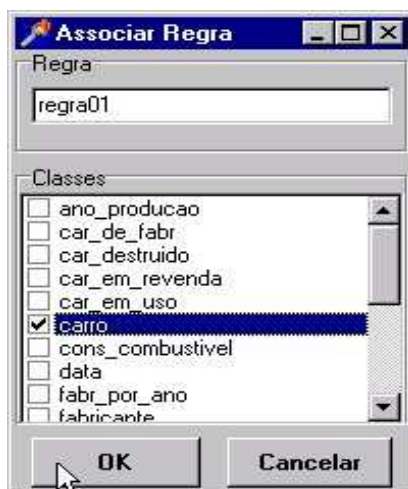 Associar Regra
Regra
regra01
Classes
ano_producao
car_de_fabr
car_destruido
car_em_revenda
car_em_uso
carro
cons_combustivel
data
fabr_por_ano
fabricante
OK
Cancelar